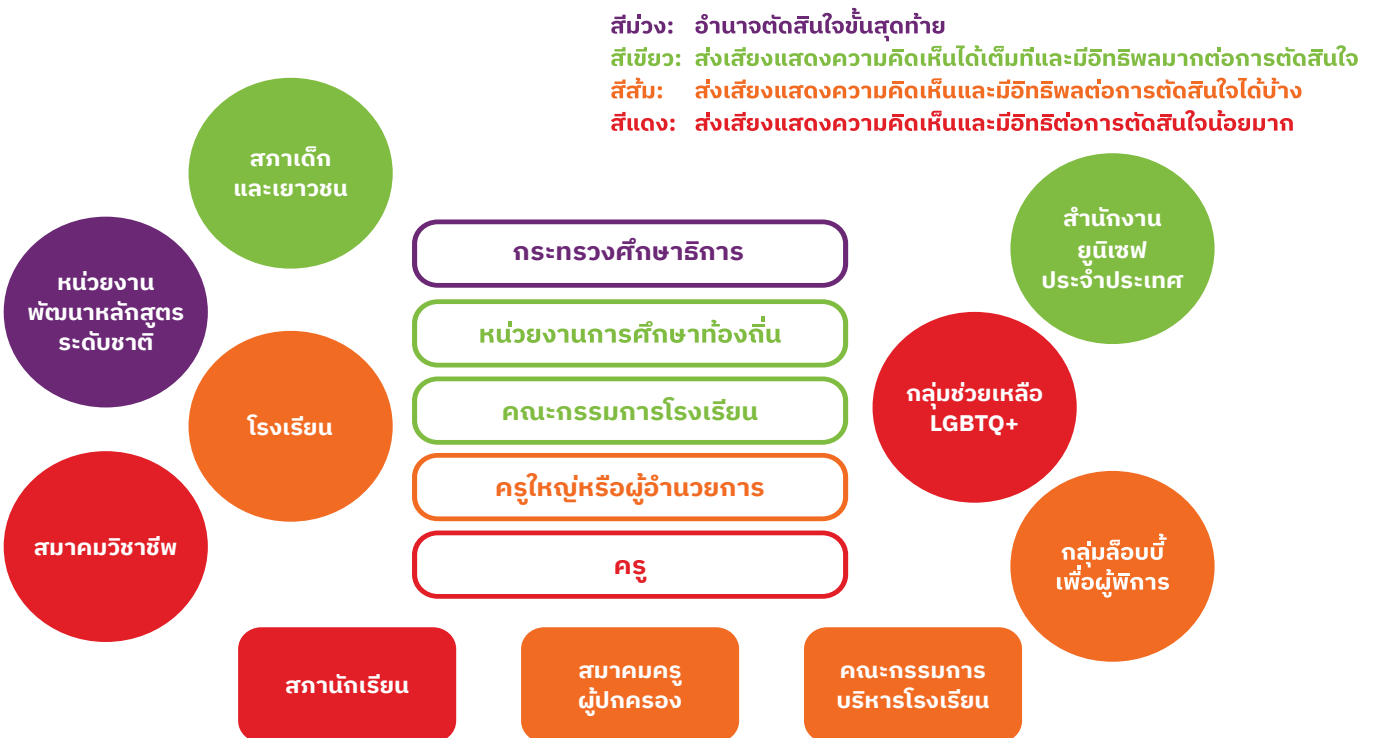 สีม่วง: อำนาจตัดสินใจขั้นสุดท้าย
สีเขียว: ส่งเสียงแสดงความคิดเห็นได้เต็มที่และมีอิทธิพลมากต่อการตัดสินใจ
สีส้ม: ส่งเสียงแสดงความคิดเห็นและมีอิทธิพลต่อการตัดสินใจได้บ้าง
สีแดง: ส่งเสียงแสดงความคิดเห็นและมีอิทธิต่อการตัดสินใจน้อยมาก
สภาเด็ก
และเยาวชน
หน่วยงาน
พัฒนาหลักสูตร
ระดับชาติ
โรงเรียน
สมาคมวิชาชีพ
กระทรวงศึกษาธิการ
หน่วยงานการศึกษาท้องถิ่น
คณะกรรมการโรงเรียน
ครูใหญ่หรือผู้อำนวยการ
ครู
สำนักงาน
ยูนิเซฟ
ประจำประเทศ
กลุ่มช่วยเหลือ
LGBTQ+
กลุ่มล็อบบี้
เพื่อผู้พิการ
สภานักเรียน
สมาคมครู
ผู้ปกครอง
คณะกรรมการ
บริหารโรงเรียน